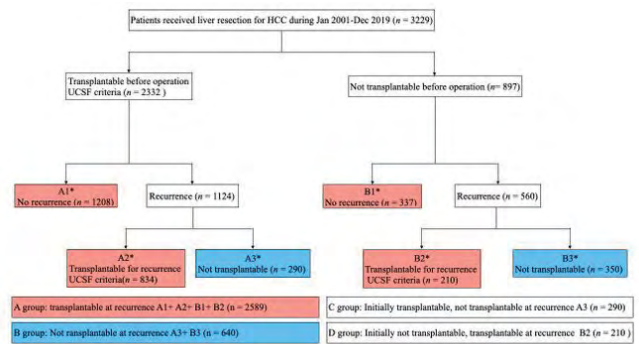 Patients received liver resection for HCC during Jan 2001-Dec 2019 (n = 3229)
Transplantable before operation
UCSF criteria (n = 2332 )
Not transplantable before operation (n= 897)
A1*
No recurrence (n = 1208)
Recurrence (n = 1124)
B1*
No recurrence (n = 337)
Recurrence (n = 560)
A2*
Transplantable for recurrence
UCSF criteria(n = 834)
A3*
Not transplantable (n = 290)
B2*
Transplantable for recurrence
UCSF criteria (n = 210)
B3*
Not transplantable (n = 350)
A group: transplantable at recurrence A1+ A2+ B1+ B2 (n = 2589)
B group: Not ransplantable at recurrence A3+ B3 (n = 640)
C group: Initially transplantable, not transplantable at recurrence A3 (n = 290)
D group: Initially not transplantable, transplantable at recurrence B2 (n = 210 )